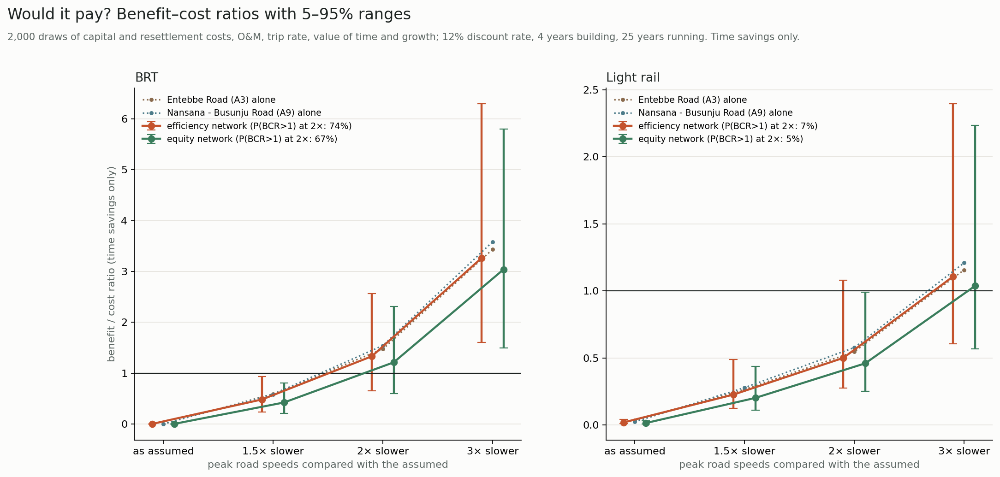 Would it pay? Benefit–cost ratios with 5–95% ranges
2,000 draws of capital and resettlement costs, O&M, trip rate, value of time and growth; 12% discount rate, 4 years building, 25 years running. Time savings only.
BRT
Entebbe Road (A3) alone
Nansana - Busunju Road (A9) alone
efficiency network (P(BCR>1) at 2×: 74%)
equity network (P(BCR>1) at 2×: 67%)
benefit / cost ratio (time savings only)
6
5
4
3
2
1
0
as assumed
1.5× slower
2× slower
3× slower
peak road speeds compared with the assumed
Light rail
Entebbe Road (A3) alone
Nansana - Busunju Road (A9) alone
efficiency network (P(BCR>1) at 2×: 7%)
equity network (P(BCR>1) at 2×: 5%)
2.5
2.0
1.5
1.0
0.5
0.0
as assumed
1.5× slower
2× slower
3× slower
peak road speeds compared with the assumed